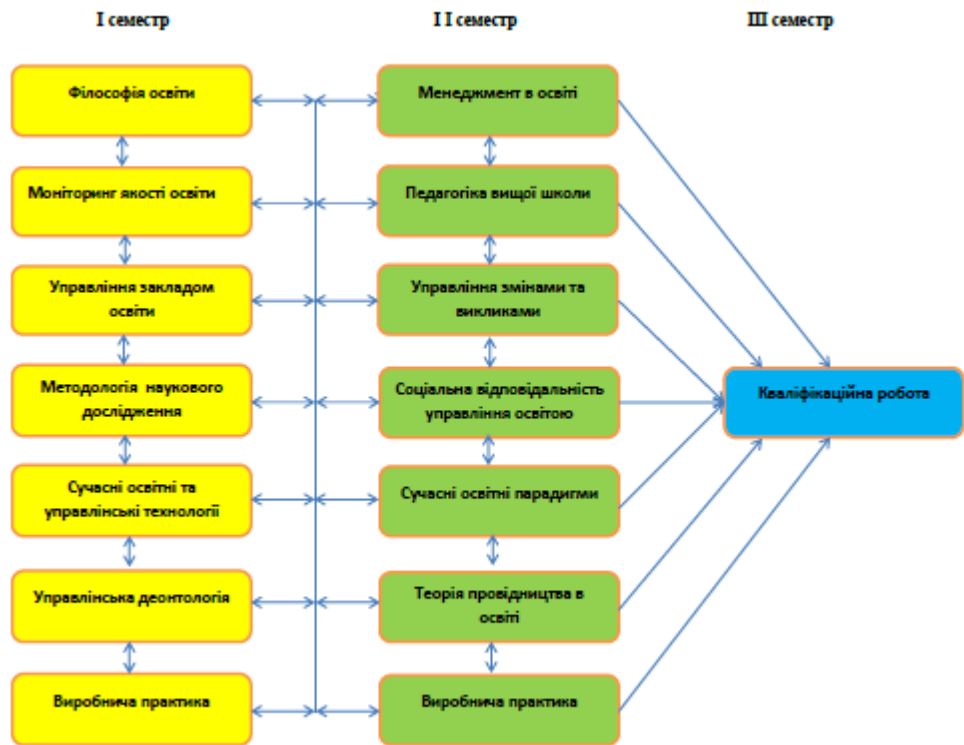 I семестр
I I семестр
III семестр
Філософія освіти
Моніторинг якості освіти
Управління закладом
освіти
Методологія наукового
дослідження
Сучасні освітні та
управлінські технології
Управлінська деонтологія
Виробнича практика
Менеджмент в освіті
Педагогіка вищої школи
Управління змінами та
викликами
Соціальна відповідальність
управління освітою
Сучасні освітні парадигми
Теорія провідництва в
освіті
Виробнича практика
Кваліфікаційна робота